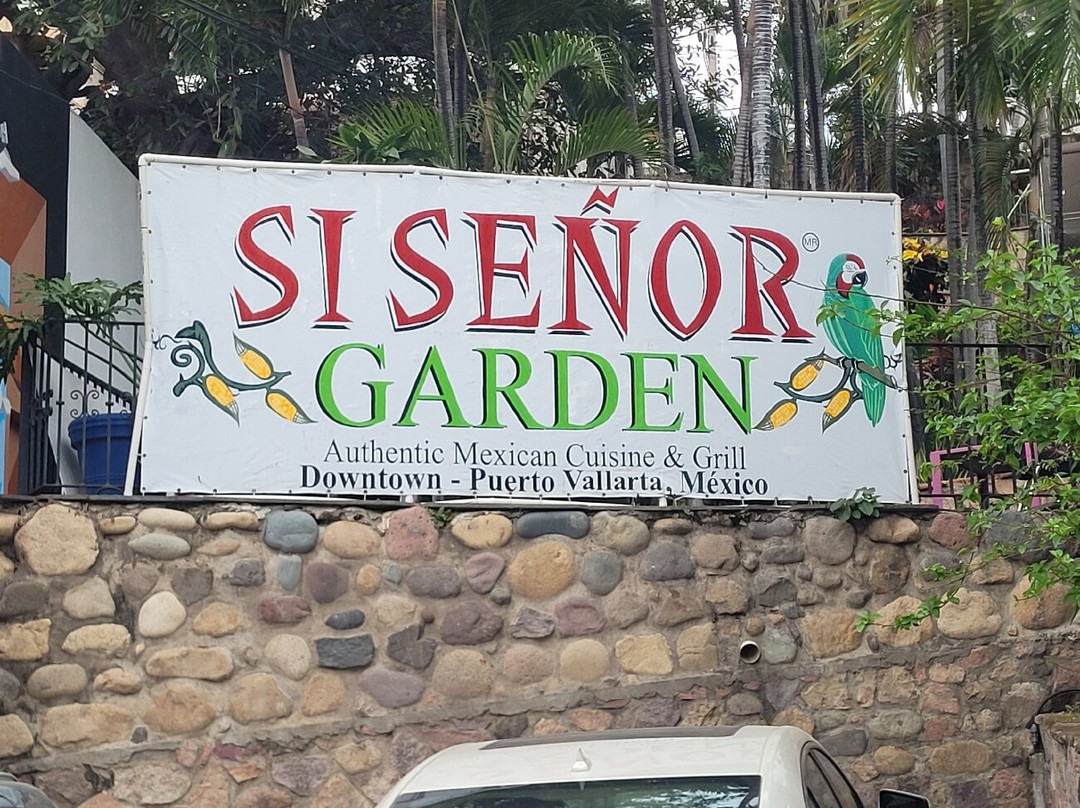 SI SEÑOR MR
GARDEN
Authentic Mexican Cuisine & Grill
Downtown - Puerto Vallarta, México